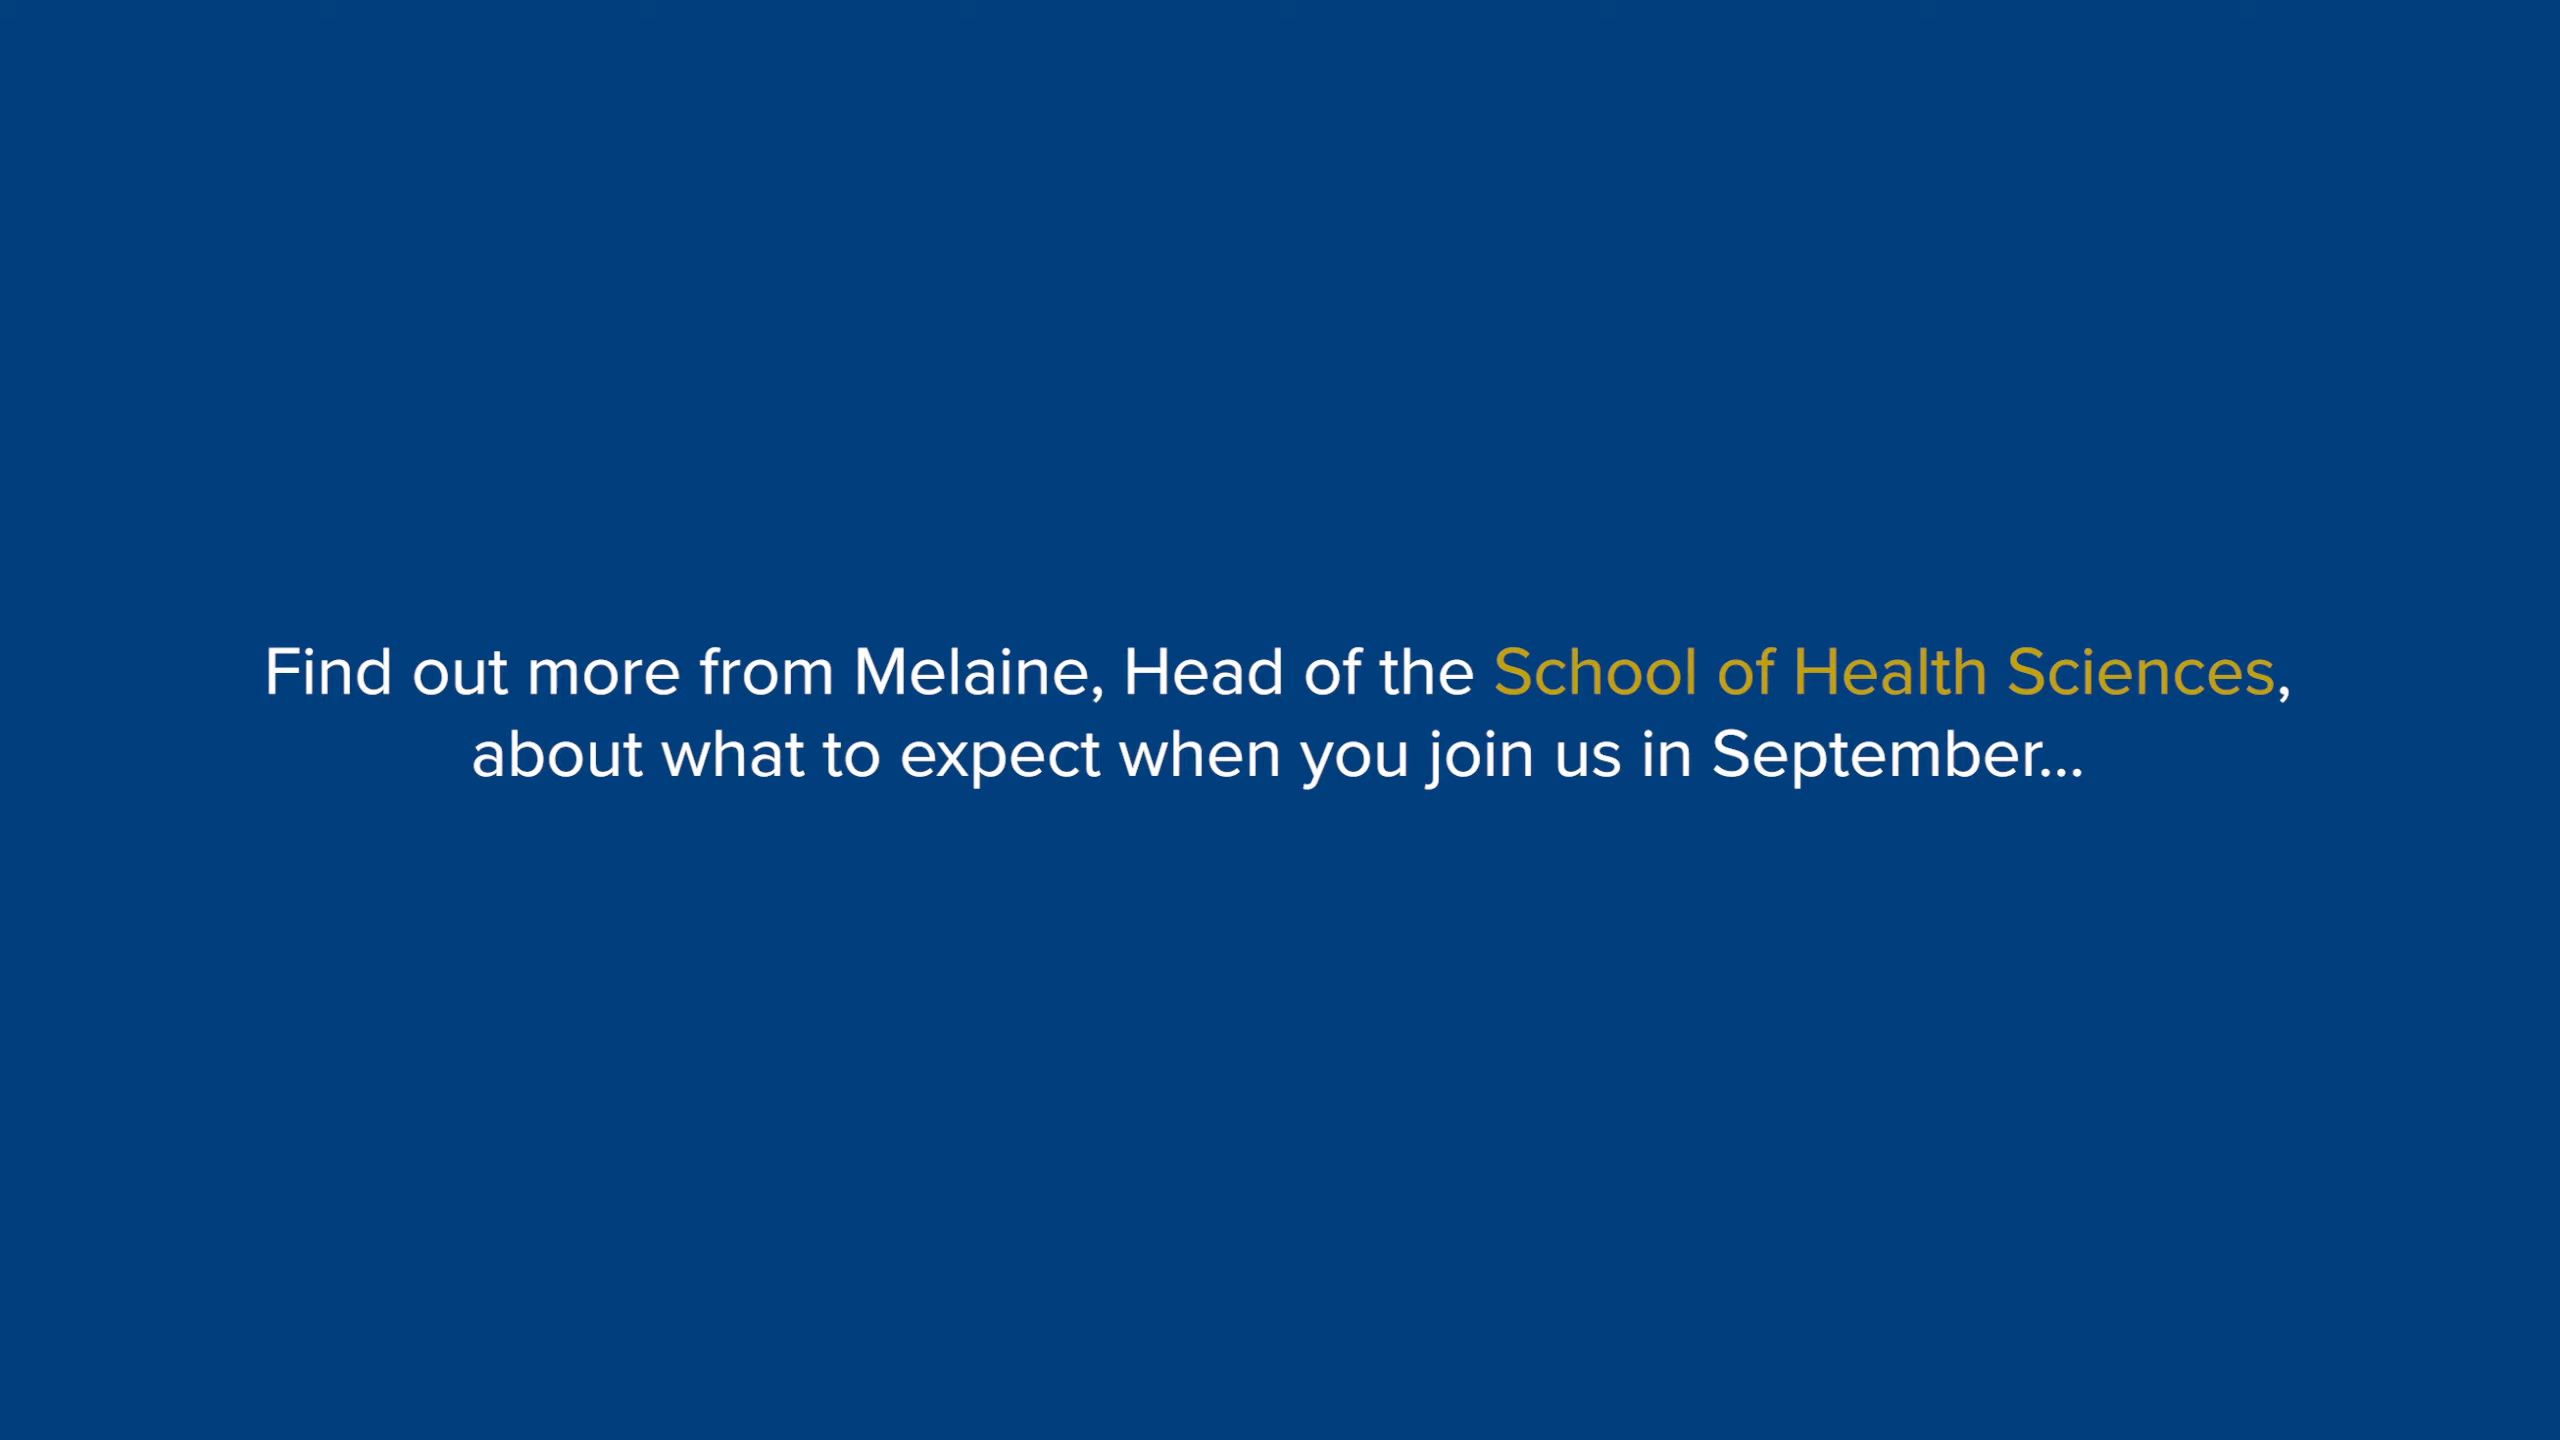 Find out more from Melaine, Head of the School of Health Sciences,
about what to expect when you join us in September...